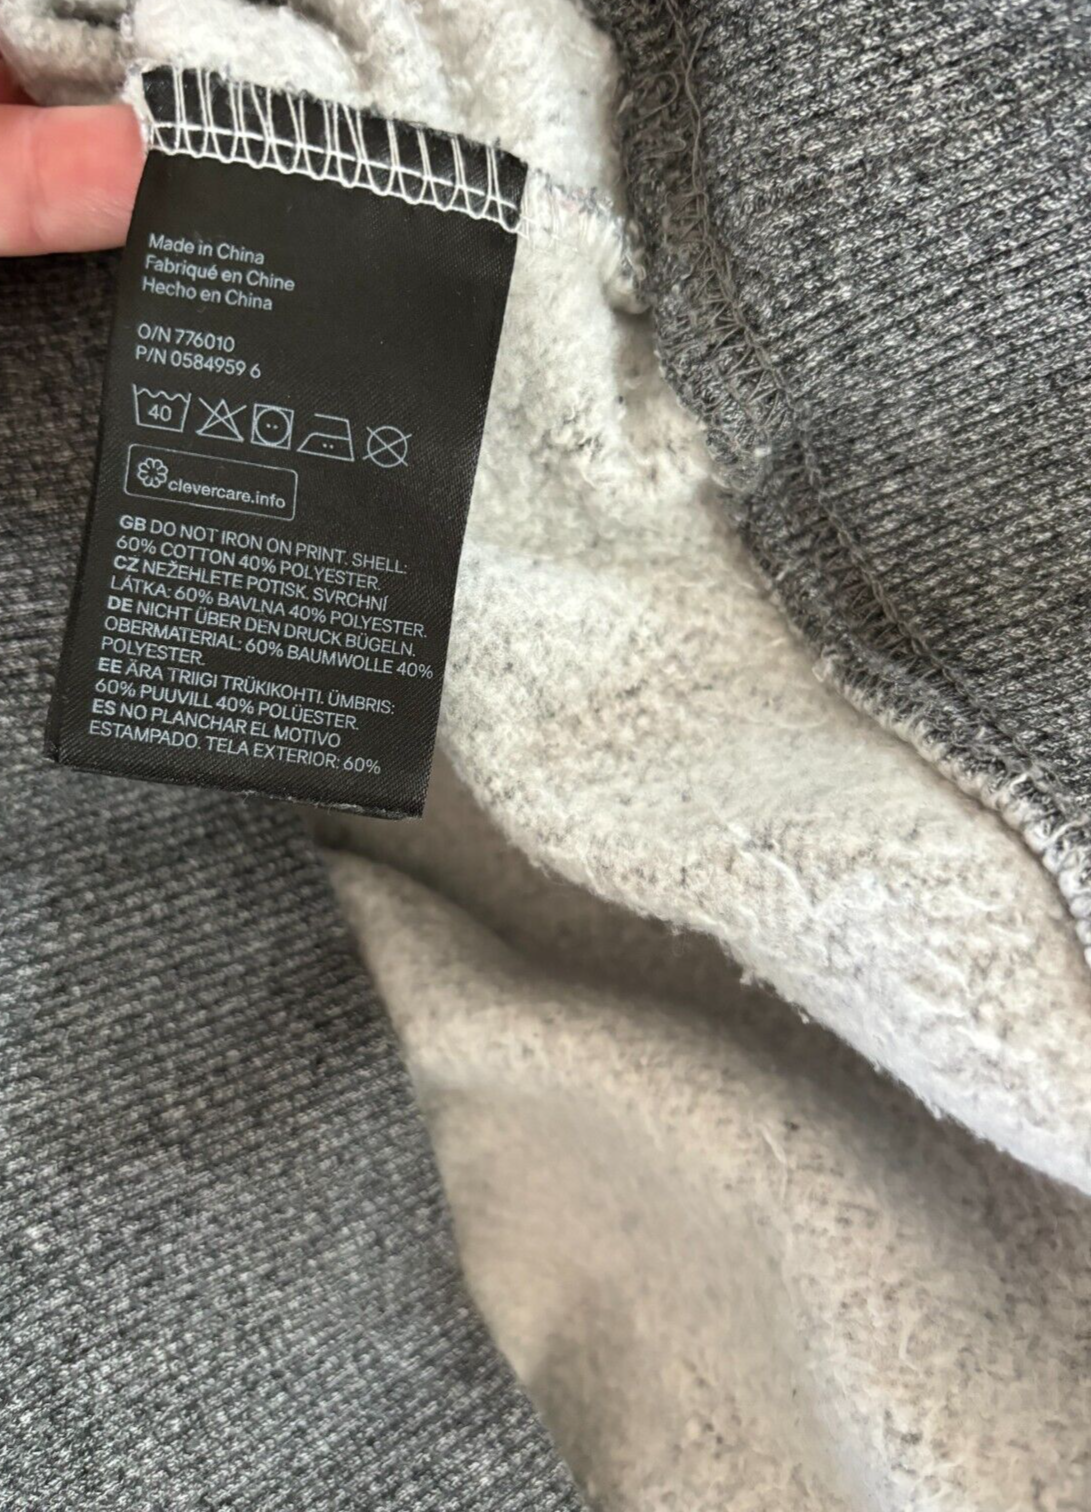 Made in China
Fabriqué en Chine
Hecho en China
O/N 776010
P/N 0584959 6
40
clevercare.info
GB DO NOT IRON ON PRINT. SHELL:
60% COTTON 40% POLYESTER.
CZ NEŽEHLETE POTISK. SVRCHNÍ
LÁTKA: 60% BAVLNA 40% POLYESTER.
DE NICHT ÜBER DEN DRUCK BÜGELN.
OBERMATERIAL: 60% BAUMWOLLE 40%
POLYESTER.
EE ÄRA TRIIGI TRÜKIKOHTI. ÜMBRIS:
60% PUUVILL 40% POLÜESTER.
ES NO PLANCHAR EL MOTIVO
ESTAMPADO. TELA EXTERIOR: 60%